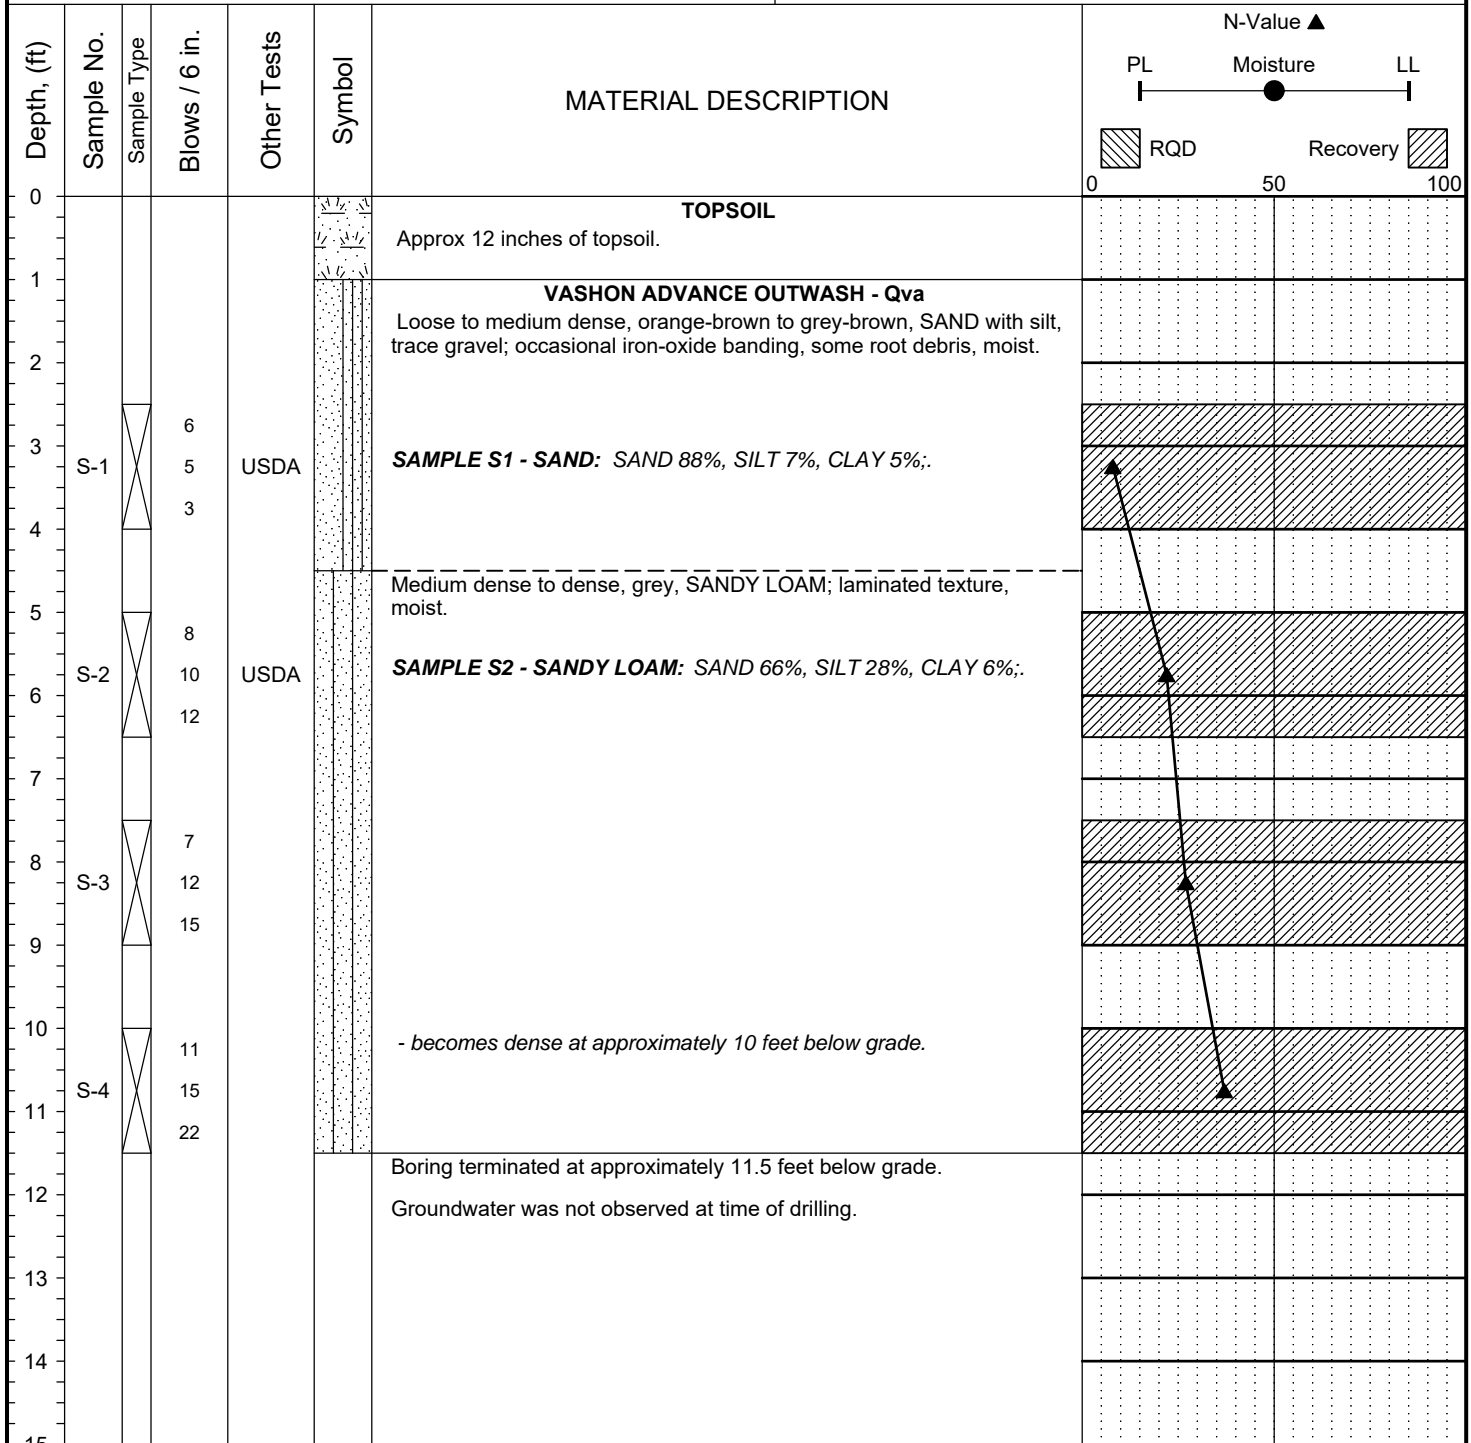 Depth, (ft)
Sample No.
Sample Type
Blows / 6 in.
Other Tests
Symbol
MATERIAL DESCRIPTION
N-Value ▲
PL Moisture LL
RQD Recovery
0 50 100
0
TOPSOIL
Approx 12 inches of topsoil.
1
VASHON ADVANCE OUTWASH - Qva
Loose to medium dense, orange-brown to grey-brown, SAND with silt,
trace gravel; occasional iron-oxide banding, some root debris, moist.
2
6
3
S-1 5 USDA SAMPLE S1 - SAND: SAND 88%, SILT 7%, CLAY 5%;.
3
4
Medium dense to dense, grey, SANDY LOAM; laminated texture,
moist.
5
8
S-2 10 USDA SAMPLE S2 - SANDY LOAM: SAND 66%, SILT 28%, CLAY 6%;.
6
12
7
7
8
S-3 12
15
9
10
11 - becomes dense at approximately 10 feet below grade.
S-4 15
11
22
Boring terminated at approximately 11.5 feet below grade.
12
Groundwater was not observed at time of drilling.
13
14